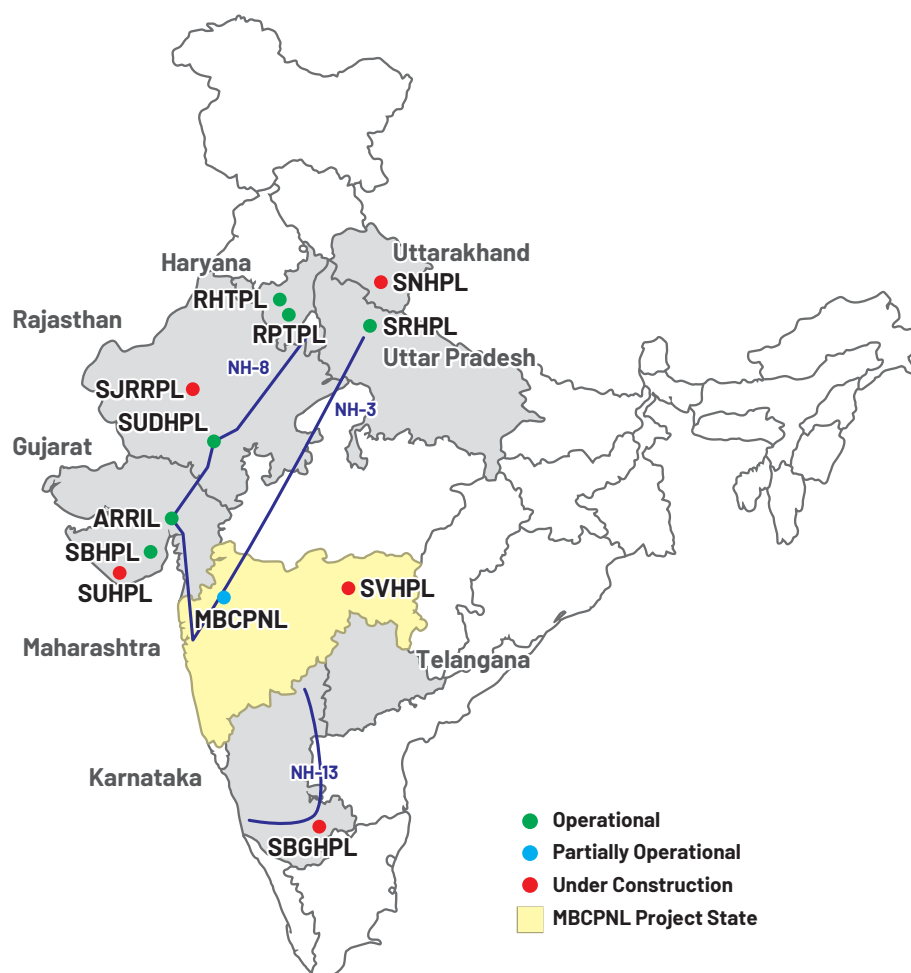 Uttarakhand
Haryana
SNHPL
RHTPL
Rajasthan
RPTPL
SRHPL
Uttar Pradesh
NH-8
SJRRPL
NH-3
SUDHPL
Gujarat
ARRIL
SBHPL
SUHPL
SVHPL
MBCPNL
Maharashtra
Telangana
NH-13
Karnataka
SBGHPL
Operational
Partially Operational
Under Construction
MBCPNL Project State